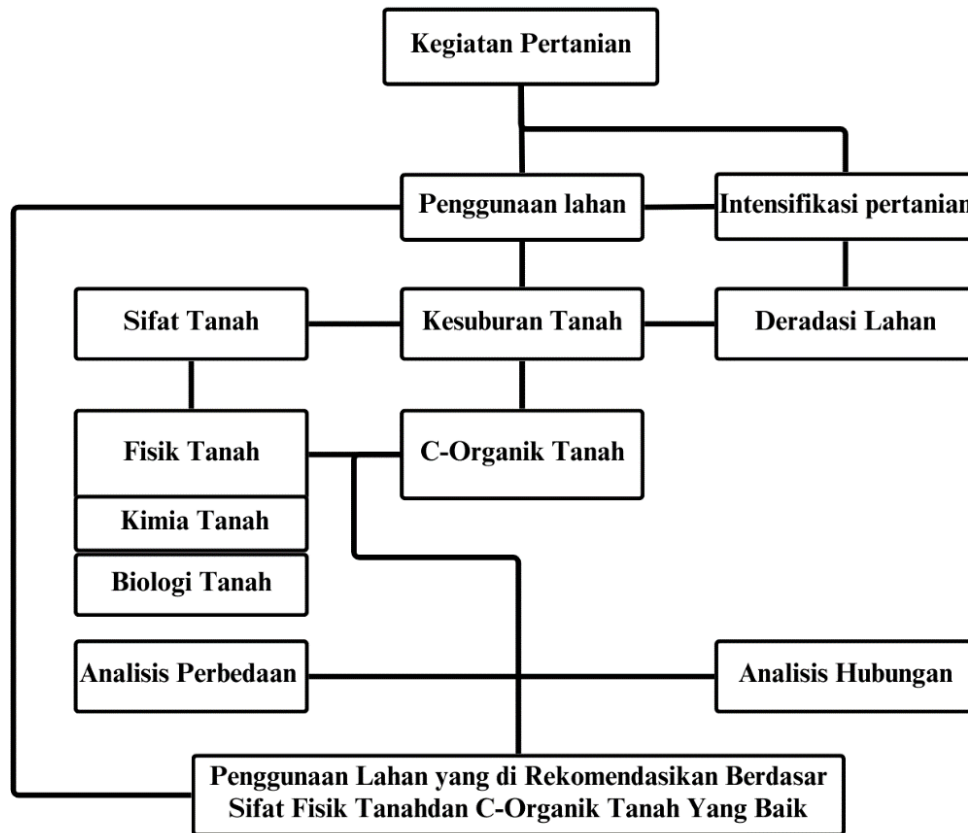 Kegiatan Pertanian
Penggunaan lahan
Intensifikasi pertanian
Sifat Tanah
Kesuburan Tanah
Deradasi Lahan
Fisik Tanah
C-Organik Tanah
Kimia Tanah
Biologi Tanah
Analisis Perbedaan
Analisis Hubungan
Penggunaan Lahan yang di Rekomendasikan Berdasar
Sifat Fisik Tanahdan C-Organik Tanah Yang Baik